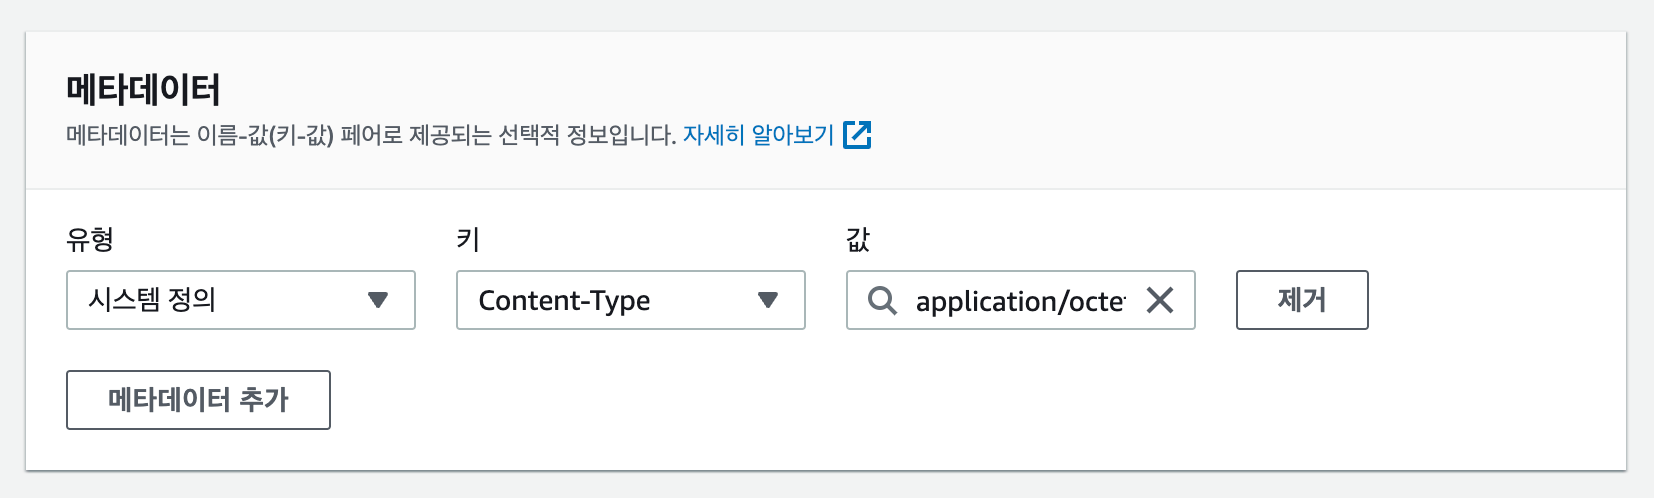 메타데이터
메타데이터는 이름-값(키-값) 페어로 제공되는 선택적 정보입니다. 자세히 알아보기
유형 키 값
시스템 정의 Content-Type application/octe 제거
메타데이터 추가